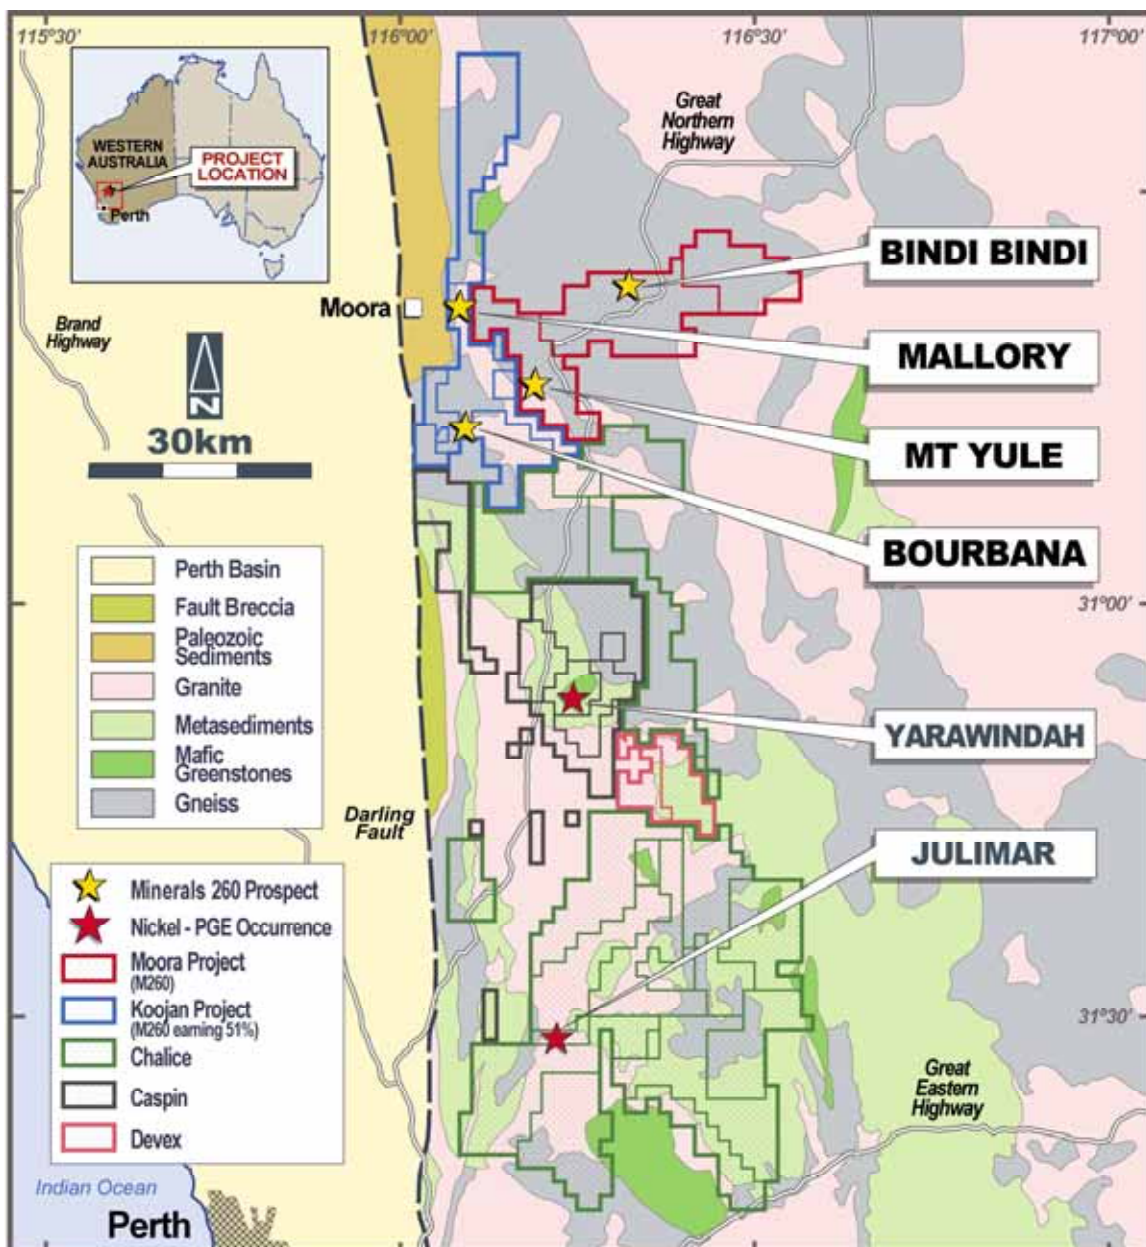 115°30'
116°00'
116°30'
117°00'
WESTERN
AUSTRALIA
PROJECT
LOCATION
Perth
Great
Northern
Highway
BINDI BINDI
Moora
Brand
Highway
MALLORY
N
30km
MT YULE
BOURBANA
Perth Basin
Fault Breccia
Paleozoic
Sediments
Granite
Metasediments
Mafic
Greenstones
Gneiss
31°00'
YARAWINDAH
Darling
Fault
JULIMAR
Minerals 260 Prospect
Nickel - PGE Occurrence
Moora Project
(M260)
Koojan Project
(M260 earning 51%)
Chalice
Caspin
Devex
31°30'
Great
Eastern
Highway
Indian Ocean
Perth